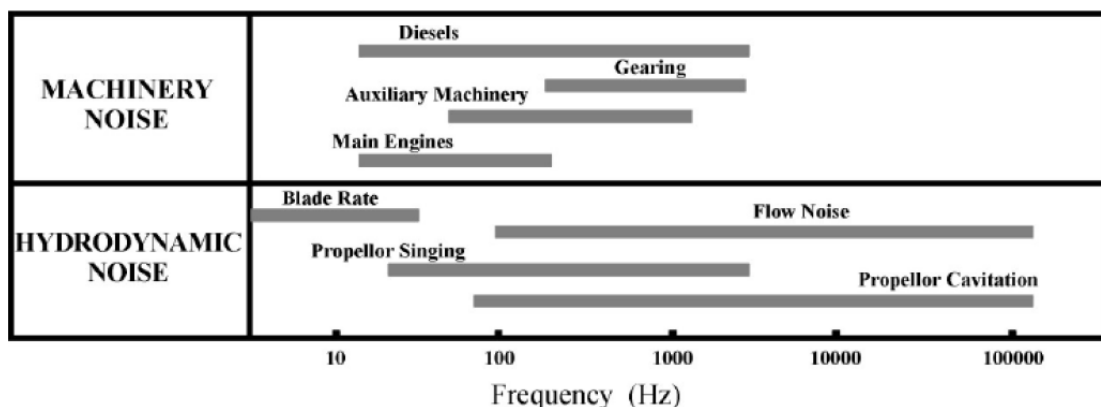 MACHINERY
NOISE
Diesels
Gearing
Auxiliary Machinery
Main Engines
HYDRODYNAMIC
NOISE
Blade Rate
Flow Noise
Propellor Singing
Propellor Cavitation
10 100 1000 10000 100000
Frequency (Hz)